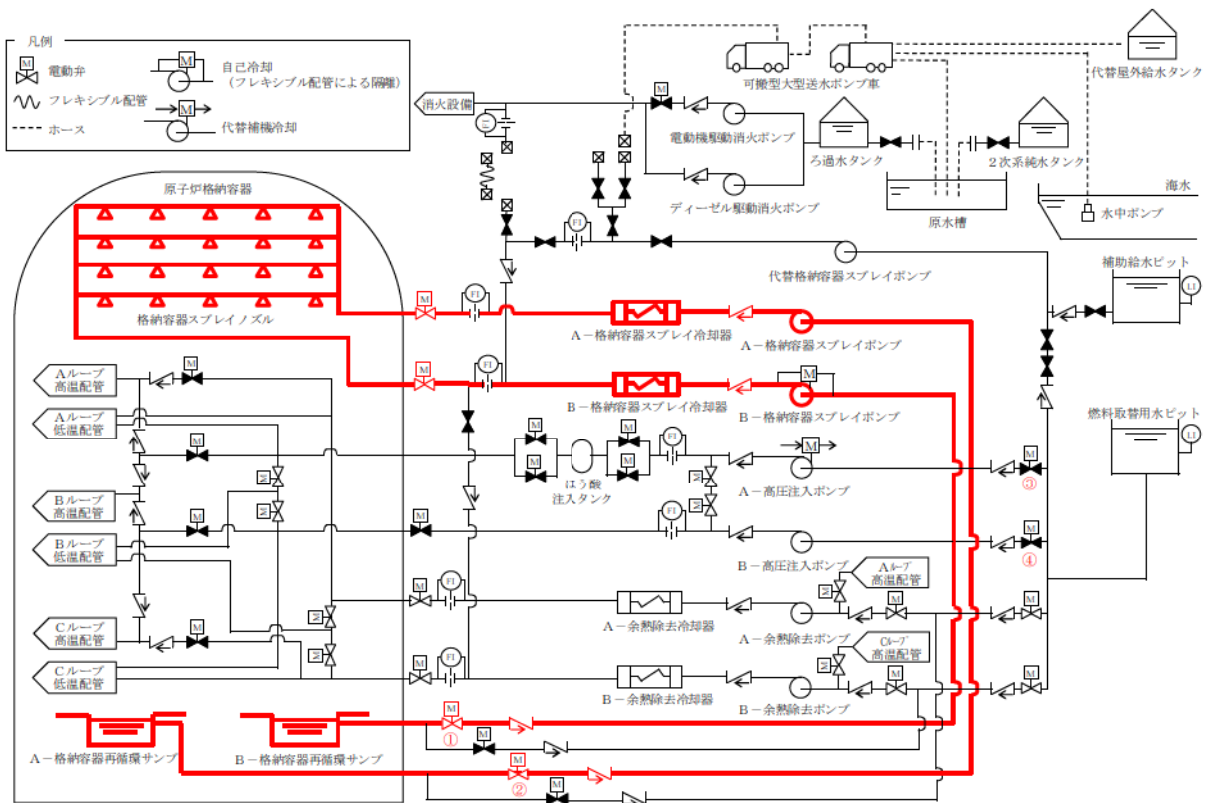 凡例
M
電動弁
フレキシブル配管
ホース
M
自己冷却
（フレキシブル配管による隔離）
M
代替補機冷却
可搬型大型送水ポンプ車
代替屋外給水タンク
消火設備
FI
M
電動機駆動消火ポンプ
ディーゼル駆動消火ポンプ
ろ過水タンク
2次系純水タンク
原水槽
海水
水中ポンプ
FI
代替格納容器スプレイポンプ
補助給水ピット
LI
原子炉格納容器
格納容器スプレイノズル
M
FI
A－格納容器スプレイ冷却器
A－格納容器スプレイポンプ
M
FI
B－格納容器スプレイ冷却器
M
B－格納容器スプレイポンプ
燃料取替用水ピット
LI
Aループ
高温配管
M
Aループ
低温配管
M
M
M
ほう酸
注入タンク
M
M
FI
M
A－高圧注入ポンプ
M
③
M
M
Bループ
高温配管
M
M
Bループ
低温配管
M
M
FI
B－高圧注入ポンプ
M
④
M
FI
A－余熱除去冷却器
A－余熱除去ポンプ
M
Aループ
高温配管
M
M
M
M
Cループ
高温配管
M
Cループ
低温配管
M
FI
B－余熱除去冷却器
B－余熱除去ポンプ
M
Cループ
高温配管
M
M
A－格納容器再循環サンプ
B－格納容器再循環サンプ
M
①
M
M
②
M